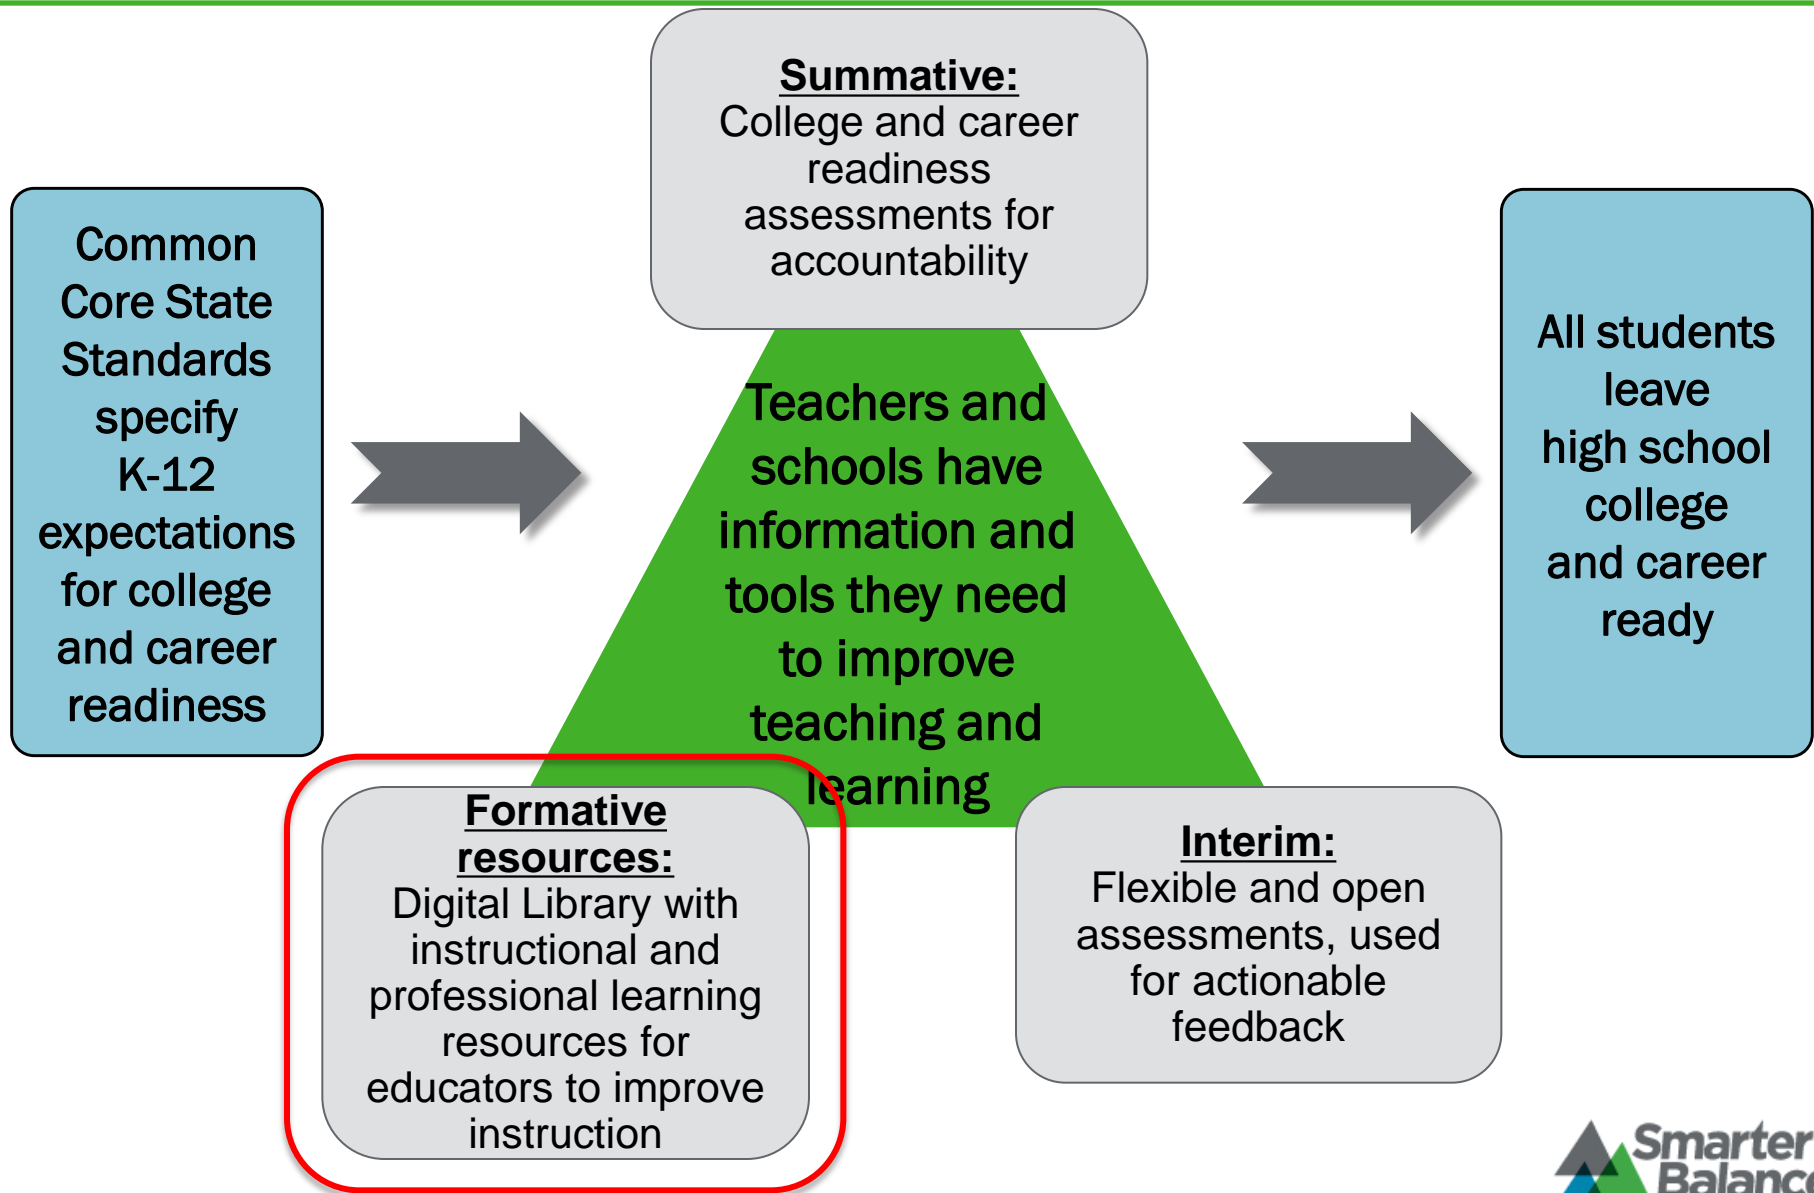 Summative:
College and career
readiness
assessments for
accountability
Common
Core State
Standards
specify
K-12
expectations
for college
and career
readiness
Teachers and
schools have
information and
tools they need
to improve
teaching and
learning
All students
leave
high school
college
and career
ready
Formative
resources:
Digital Library with
instructional and
professional learning
resources for
educators to improve
instruction
Interim:
Flexible and open
assessments, used
for actionable
feedback
Smarter